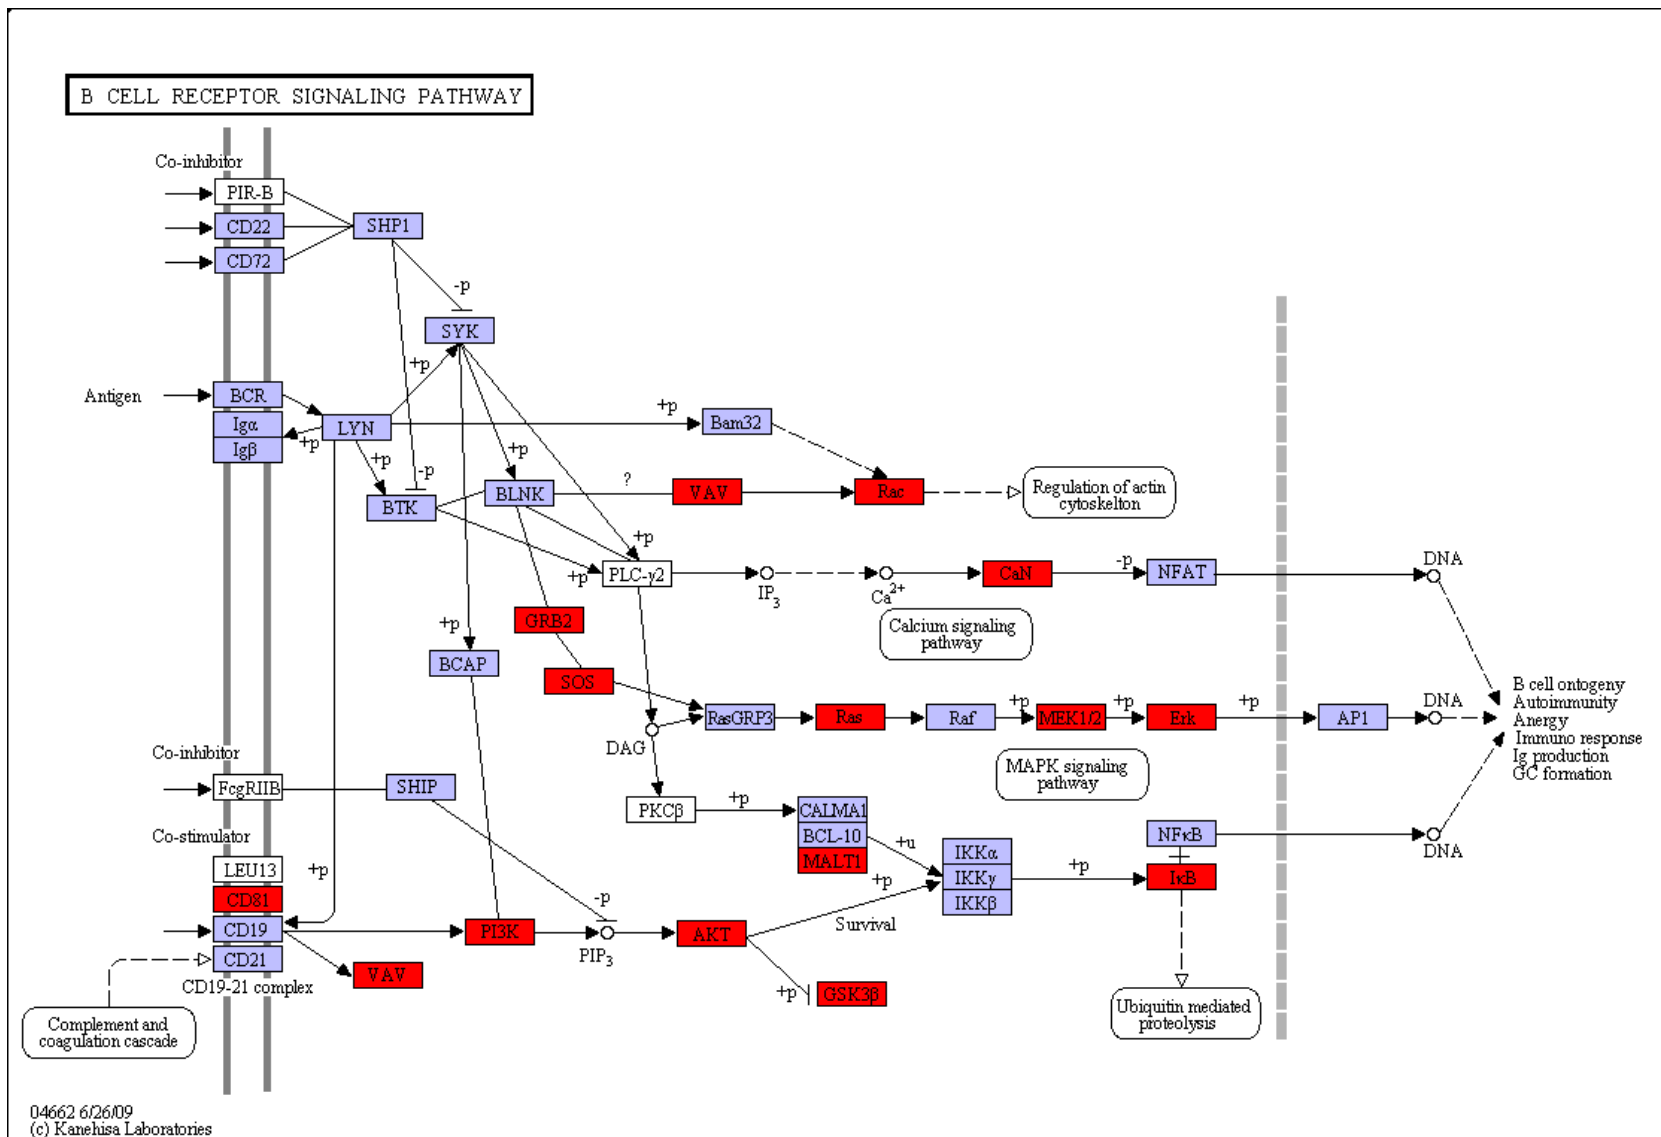 B CELL RECEPTOR SIGNALING PATHWAY
Co-inhibitor
PIR-B
CD22
SHP1
CD72
-p
SYK
+p
Antigen
BCR
Igα
LYN
+p
Bam32
Igβ
+p
+p
-p
+p
BTK
BLNK
?
VAV
Rac
Regulation of actin
cytoskelton
+p
+p
PLC-γ2
IP3
Ca2+
CaN
-p
NFAT
DNA
GRB2
Calcium signaling
pathway
+p
BCAP
SOS
RasGRP3
Ras
Raf
+p
MEK1/2
+p
Erk
+p
AP1
DNA
DAG
B cell ontogeny
Autoimmunity
Anergy
Immuno response
Ig production
GC formation
MAPK signaling
pathway
Co-inhibitor
FcgRIIB
SHIP
PKCβ
+p
CALMA1
BCL-10
MALT1
+u
IKKα
IKKγ
IKKβ
+p
NFκB
IκB
DNA
Co-stimulator
LEU13
+p
CD81
CD19
CD21
CD19-21 complex
VAV
PI3K
-p
PIP3
AKT
+p
Survival
+p
GSK3β
Ubiquitin mediated
proteolysis
Complement and
coagulation cascade
04662 6/26/09
(c) Kanehisa Laboratories